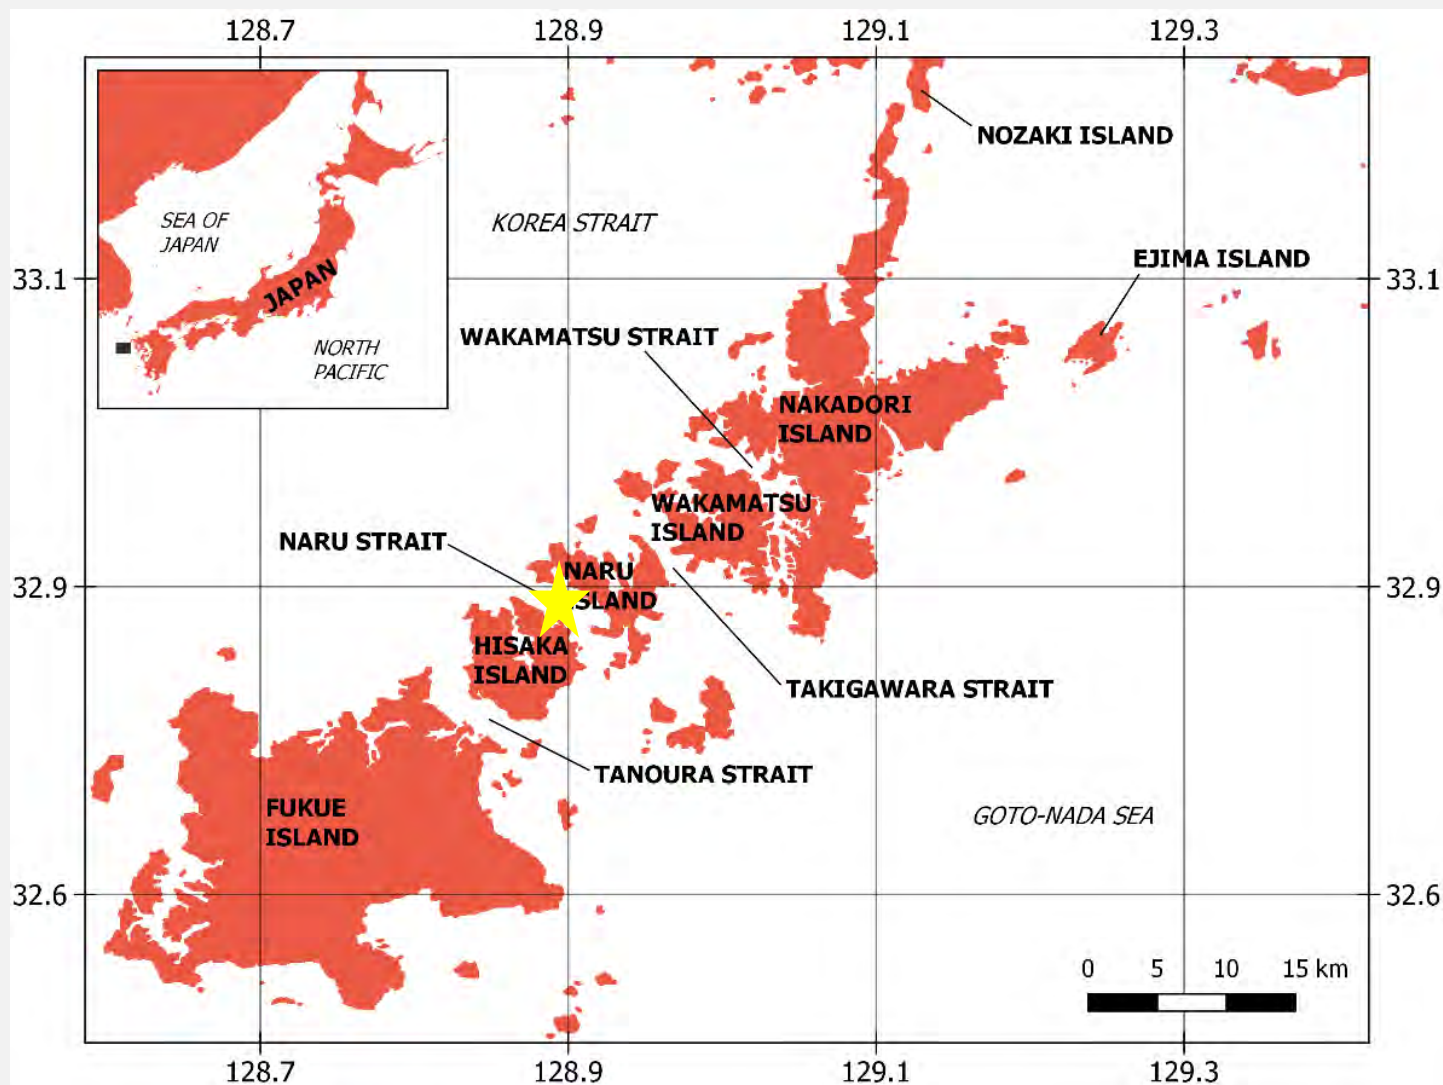 128.7
128.9
129.1
129.3
NOZAKI ISLAND
SEA OF
JAPAN
KOREA STRAIT
EJIMA ISLAND
33.1
33.1
JAPAN
WAKAMATSU STRAIT
NORTH
PACIFIC
NAKADORI
ISLAND
WAKAMATSU
ISLAND
NARU STRAIT
NARU
ISLAND
32.9
32.9
HISAKA
ISLAND
TAKIGAWARA STRAIT
TANOURA STRAIT
FUKUE
ISLAND
GOTO-NADA SEA
32.6
32.6
0 5 10 15 km
128.7
128.9
129.1
129.3